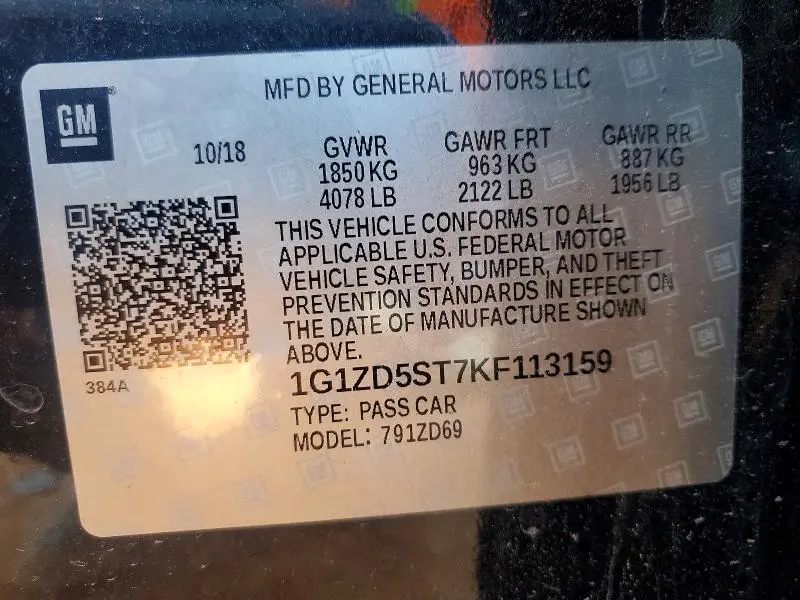 MFD BY GENERAL MOTORS LLC
GM
10/18
GVWR GAWR FRT GAWR RR
1850 KG 963 KG 887 KG
4078 LB 2122 LB 1956 LB
THIS VEHICLE CONFORMS TO ALL
APPLICABLE U.S. FEDERAL MOTOR
VEHICLE SAFETY, BUMPER, AND THEFT
PREVENTION STANDARDS IN EFFECT ON
THE DATE OF MANUFACTURE SHOWN
ABOVE.
384A
1G1ZD5ST7KF113159
TYPE: PASS CAR
MODEL: 791ZD69